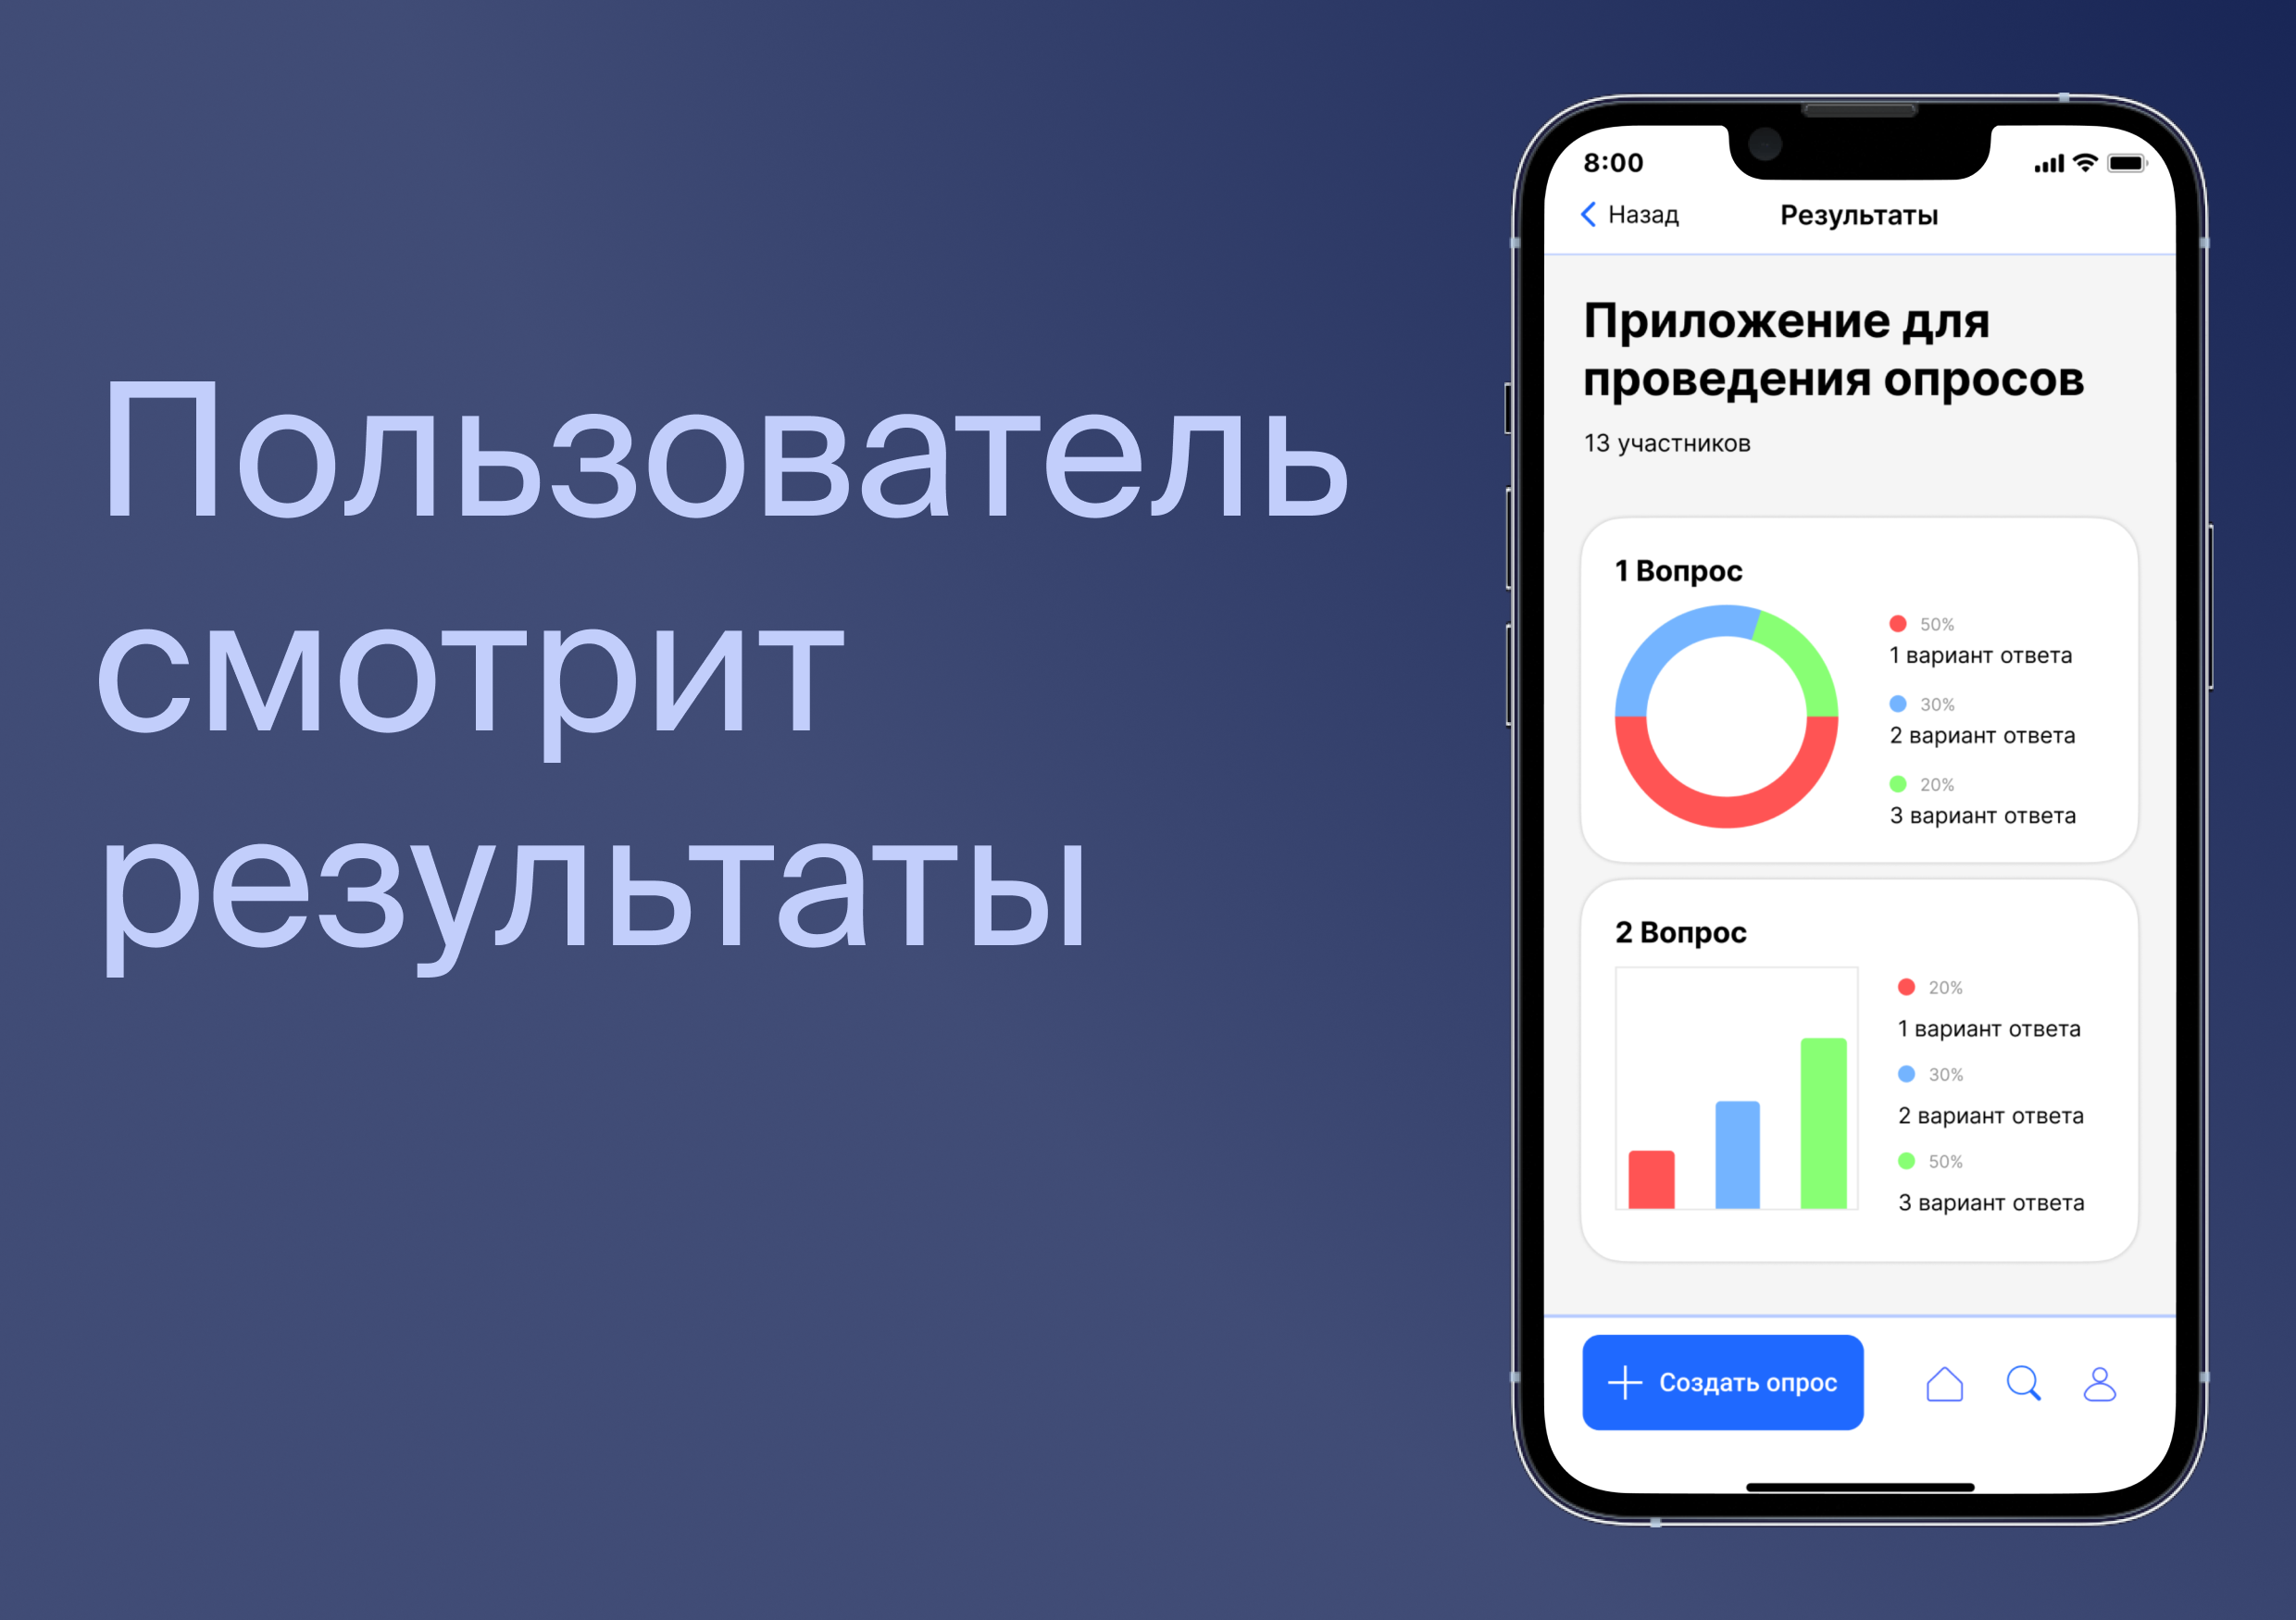 Пользователь
смотрит
результаты
8:00
Назад
Результаты
Приложение для
проведения опросов
13 участников
1 Вопрос
50%
1 вариант ответа
30%
2 вариант ответа
20%
3 вариант ответа
2 Вопрос
20%
1 вариант ответа
30%
2 вариант ответа
50%
3 вариант ответа
Создать опрос